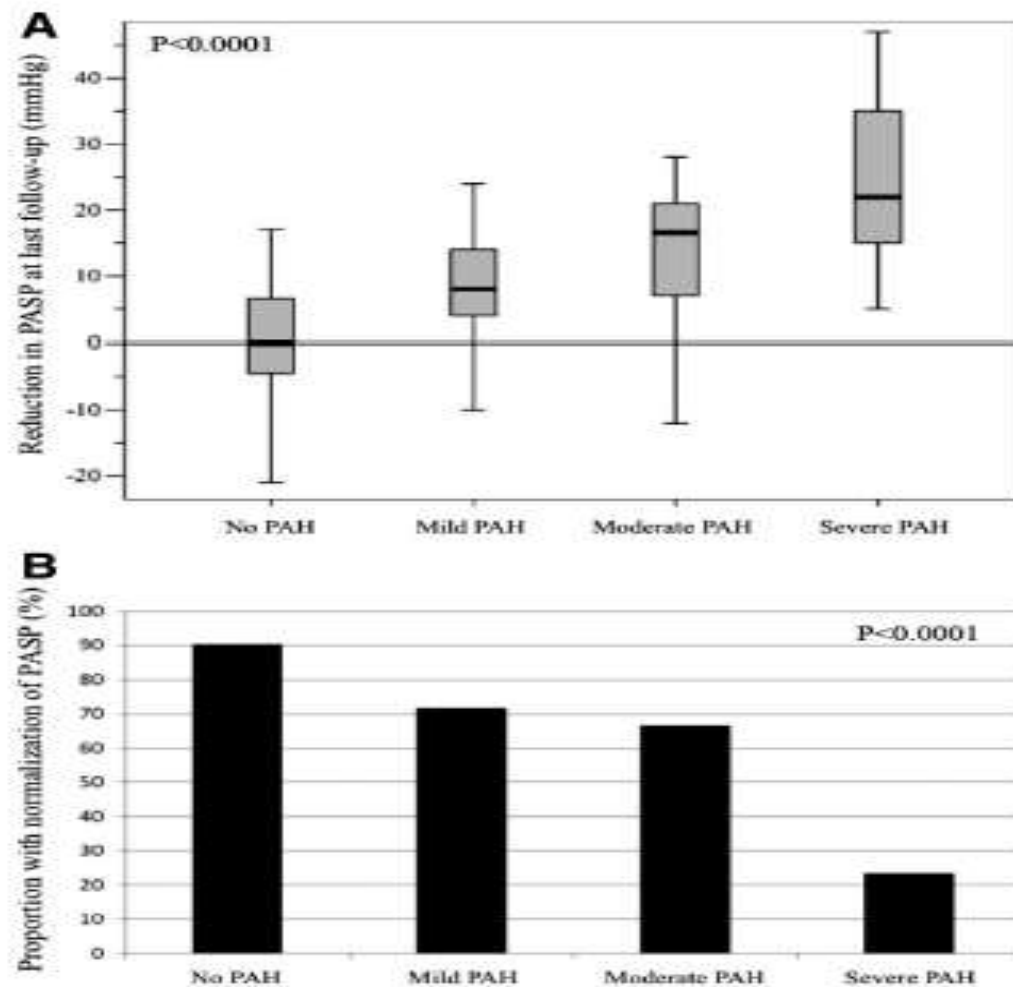 A
P<0.0001
Reduction in PASP at last follow-up (mmHg)
40
30
20
10
0
-10
-20
No PAH Mild PAH Moderate PAH Severe PAH
B
P<0.0001
Proportion with normalization of PASP (%)
100
90
80
70
60
50
40
30
20
10
0
No PAH Mild PAH Moderate PAH Severe PAH